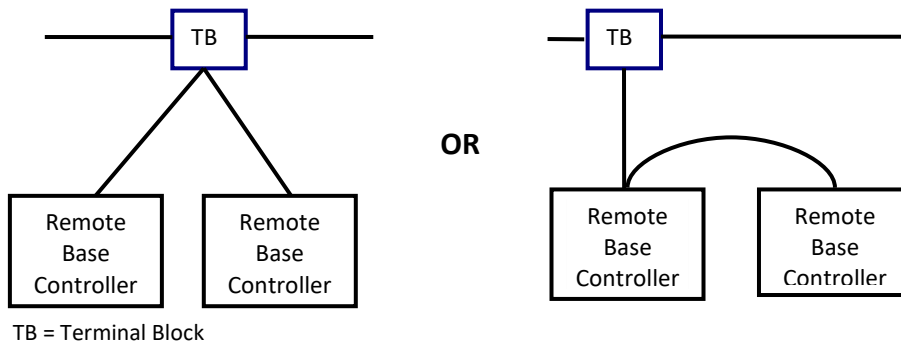 TB
Remote
Base
Controller
Remote
Base
Controller
TB = Terminal Block
OR
TB
Remote
Base
Controller
Remote
Base
Controller